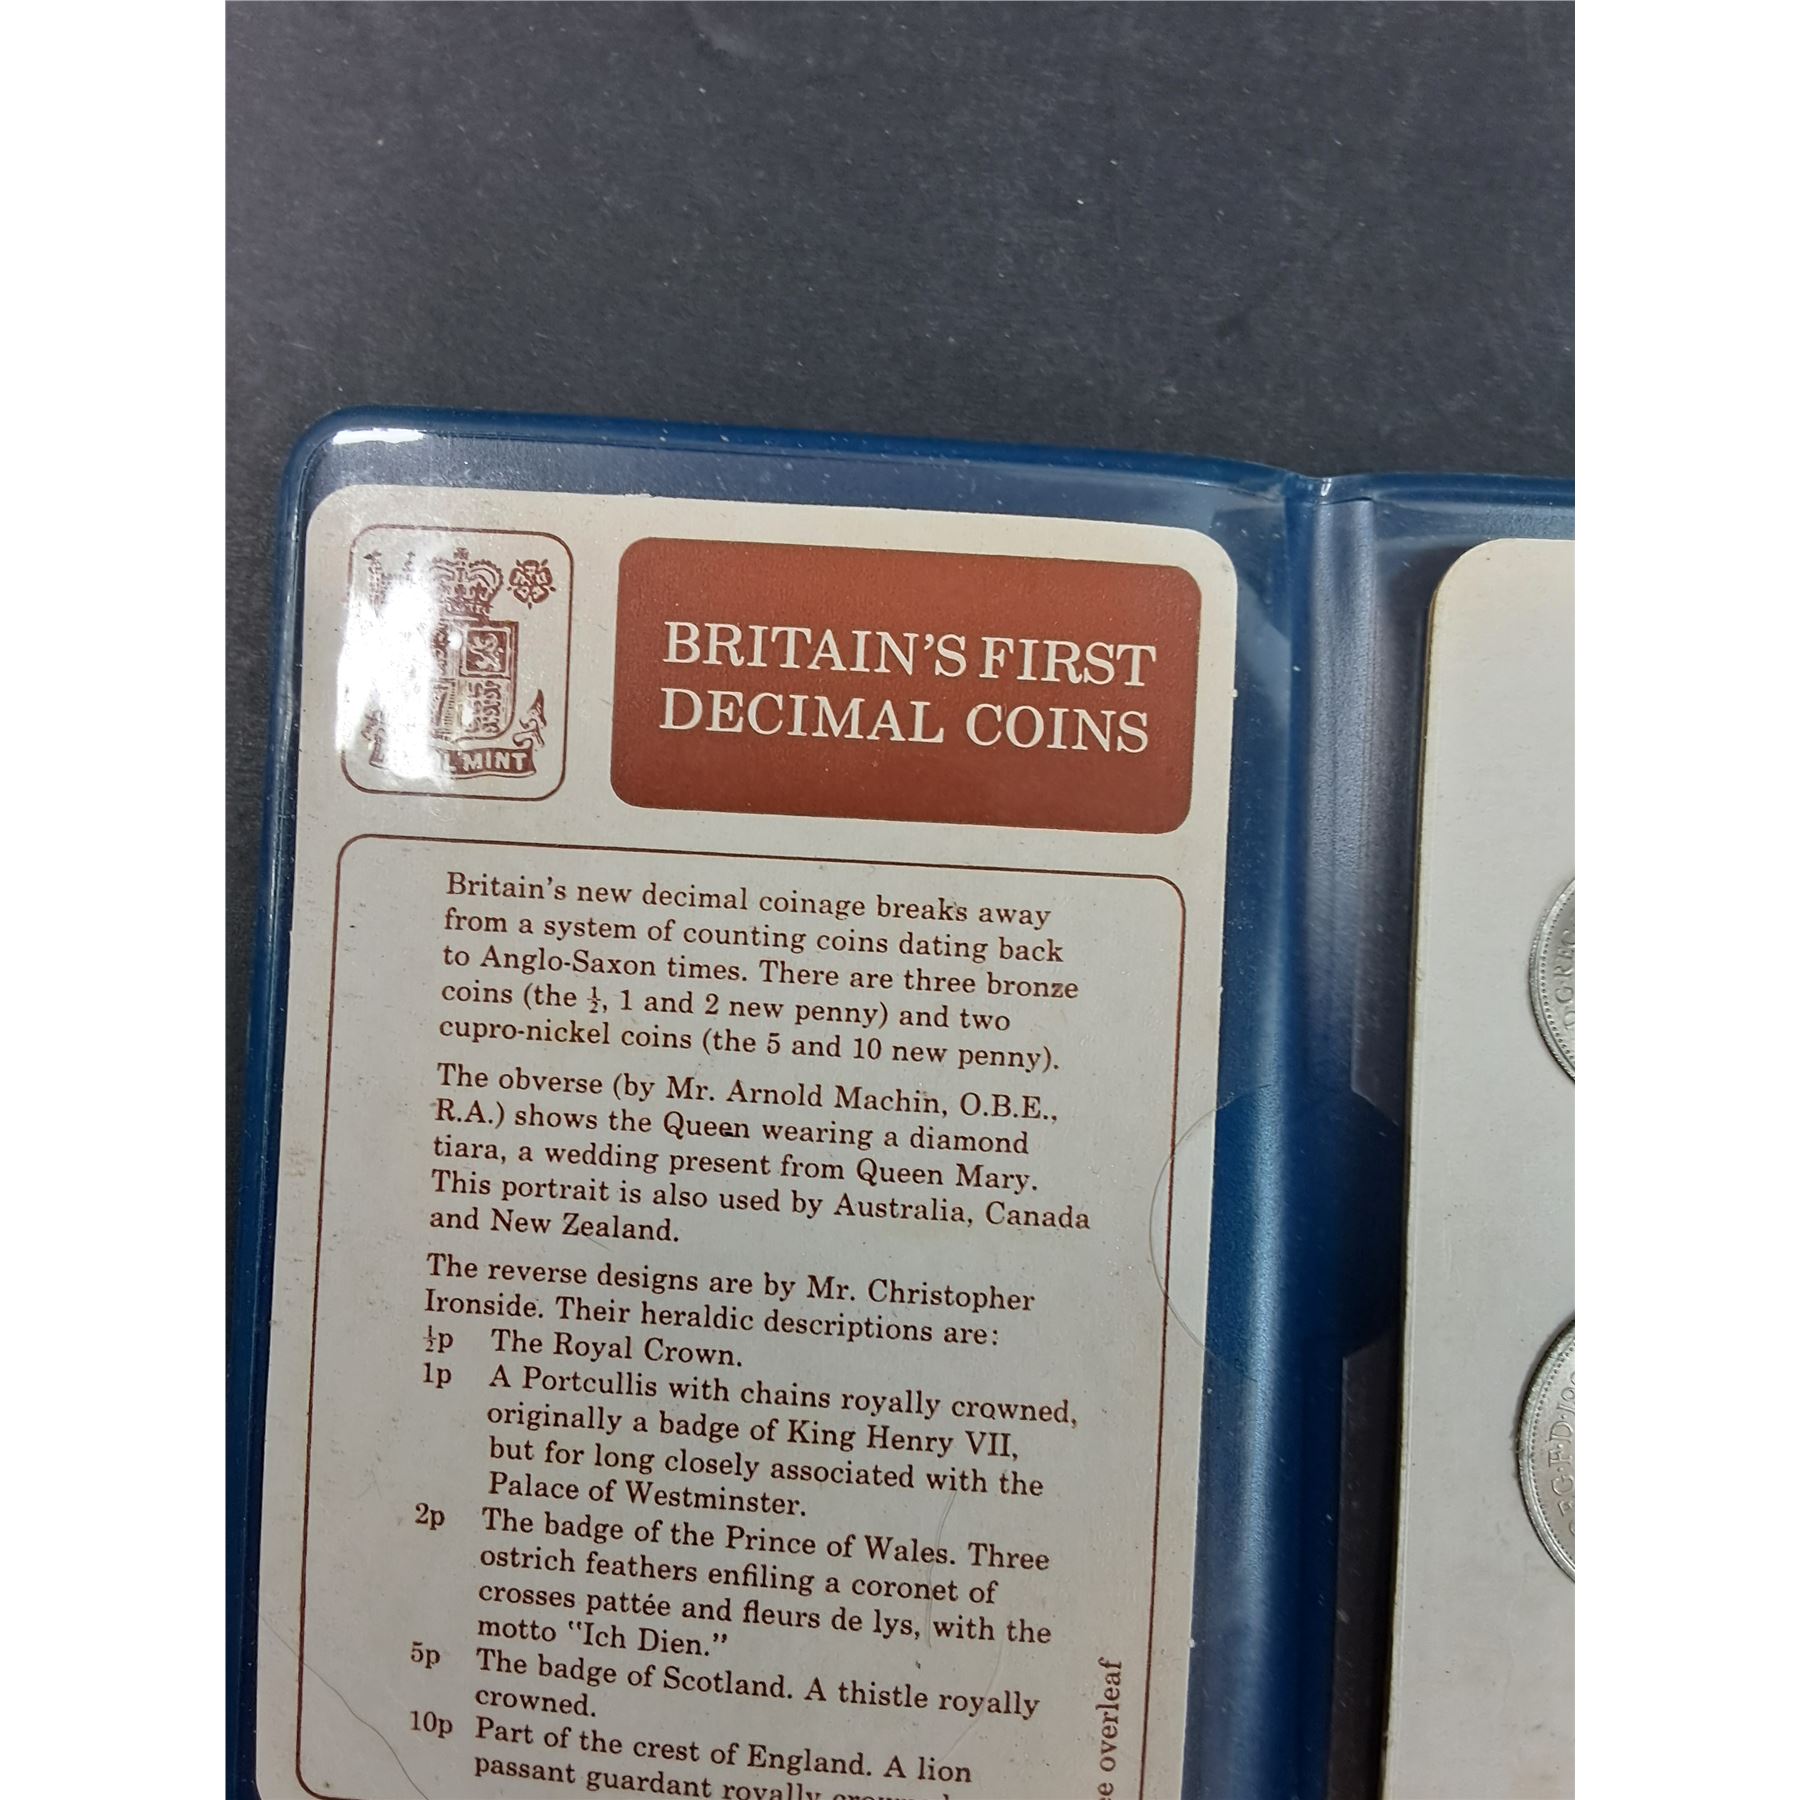 MINT
BRITAIN'S FIRST
DECIMAL COINS
Britain's new decimal coinage breaks away
from a system of counting coins dating back
to Anglo-Saxon times. There are three bronze
coins (the ½, 1 and 2 new penny) and two
cupro-nickel coins (the 5 and 10 new penny).
The obverse (by Mr. Arnold Machin, O.B.E.,
R.A.) shows the Queen wearing a diamond
tiara, a wedding present from Queen Mary.
This portrait is also used by Australia, Canada
and New Zealand.
The reverse designs are by Mr. Christopher
Ironside. Their heraldic descriptions are:
½p The Royal Crown.
1p A Portcullis with chains royally crowned,
originally a badge of King Henry VII,
but for long closely associated with the
Palace of Westminster.
2p The badge of the Prince of Wales. Three
ostrich feathers enfiling a coronet of
crosses pattée and fleurs de lys, with the
motto "Ich Dien."
5p The badge of Scotland. A thistle royally
crowned.
10p Part of the crest of England. A lion
passant guardant royally
overleaf